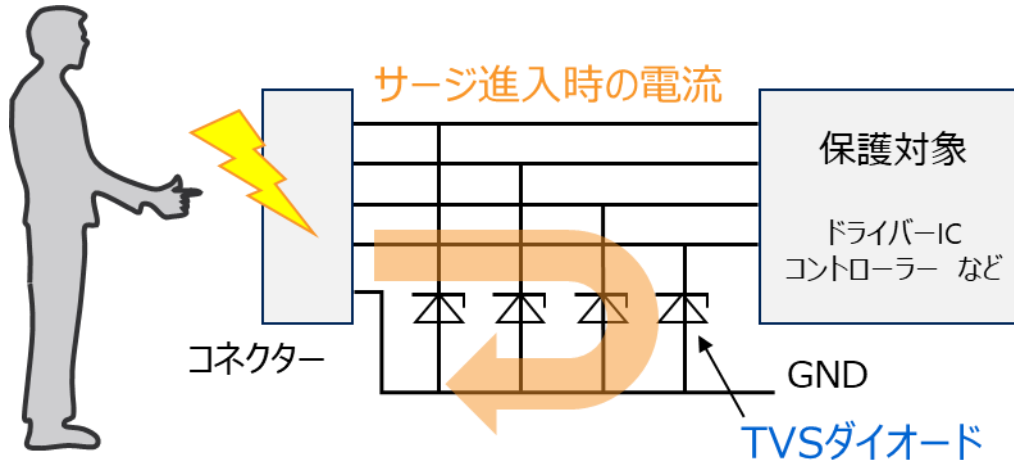 サージ進入時の電流
保護対象
ドライバーIC
コントローラー など
コネクター
GND
TVSダイオード